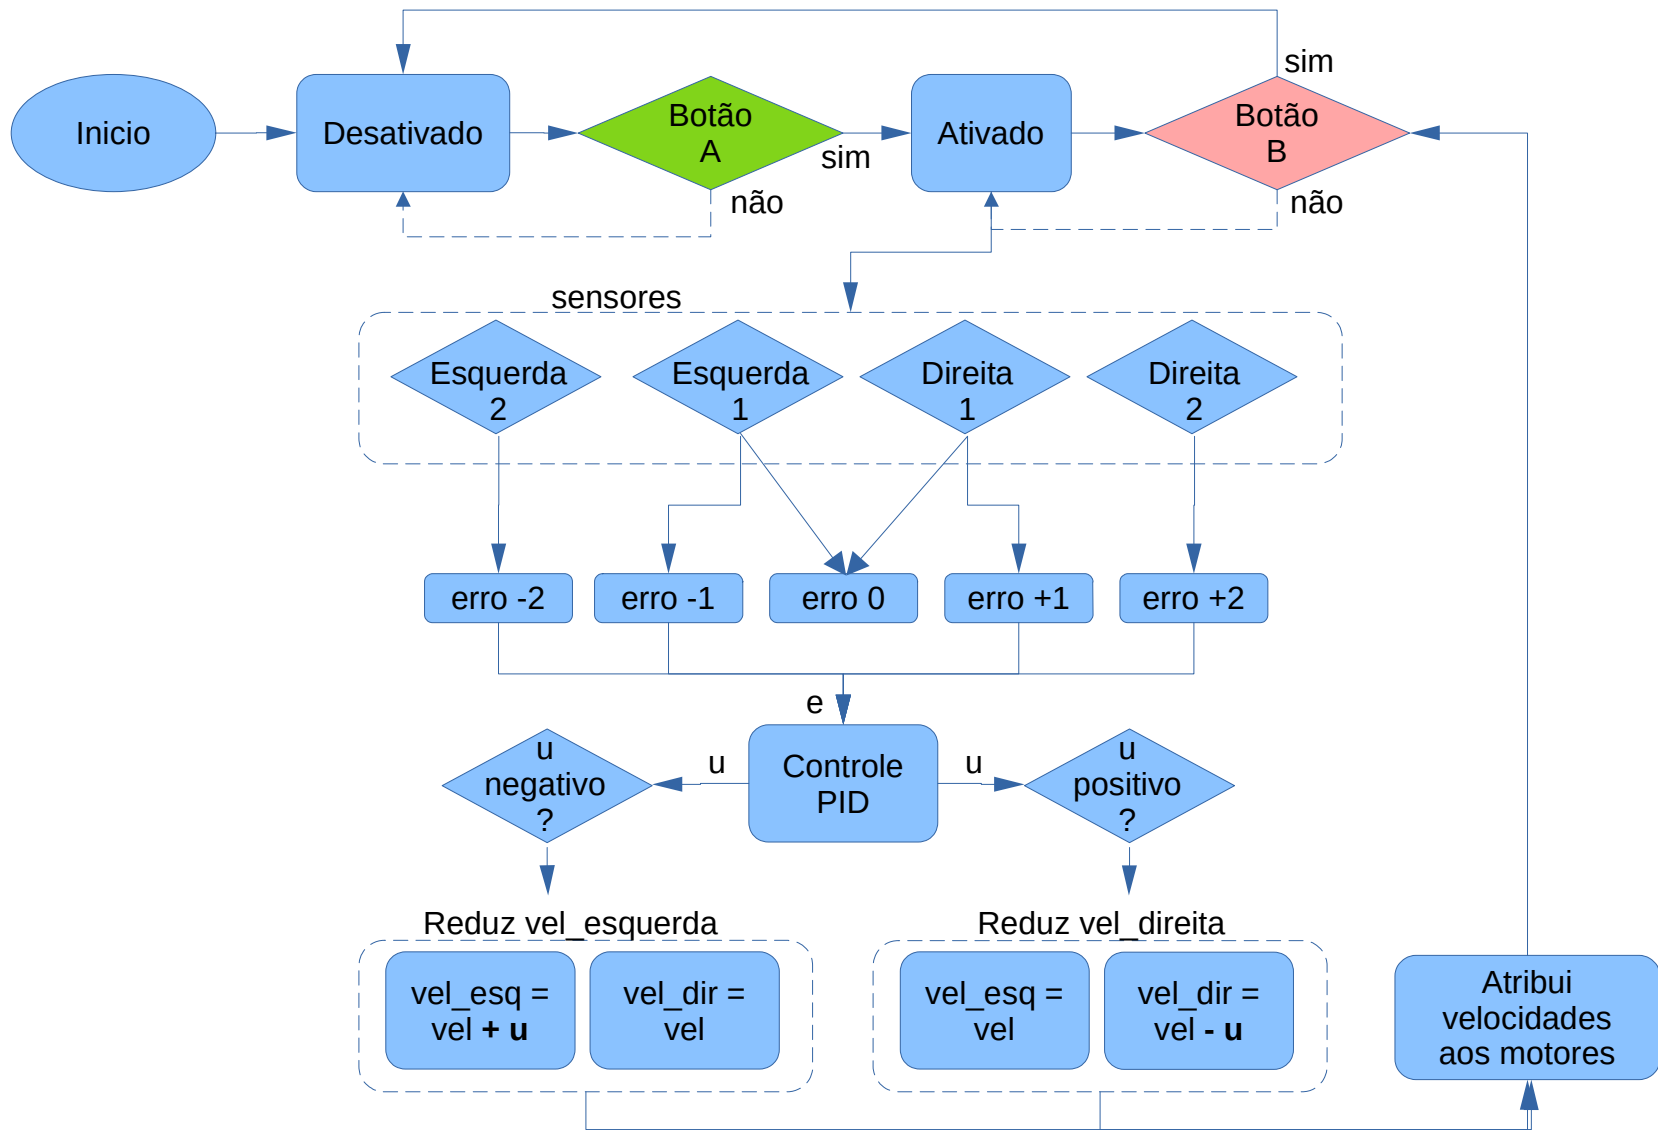 Inicio
Desativado
Botão
A
sim
não
Ativado
Botão
B
sim
não
sensores
Esquerda
2
Esquerda
1
Direita
1
Direita
2
erro -2
erro -1
erro 0
erro +1
erro +2
e
Controle
PID
u
u
u
negativo
?
u
positivo
?
Reduz vel_esquerda
vel_esq =
vel + u
vel_dir =
vel
Reduz vel_direita
vel_esq =
vel
vel_dir =
vel - u
Atribui
velocidades
aos motores